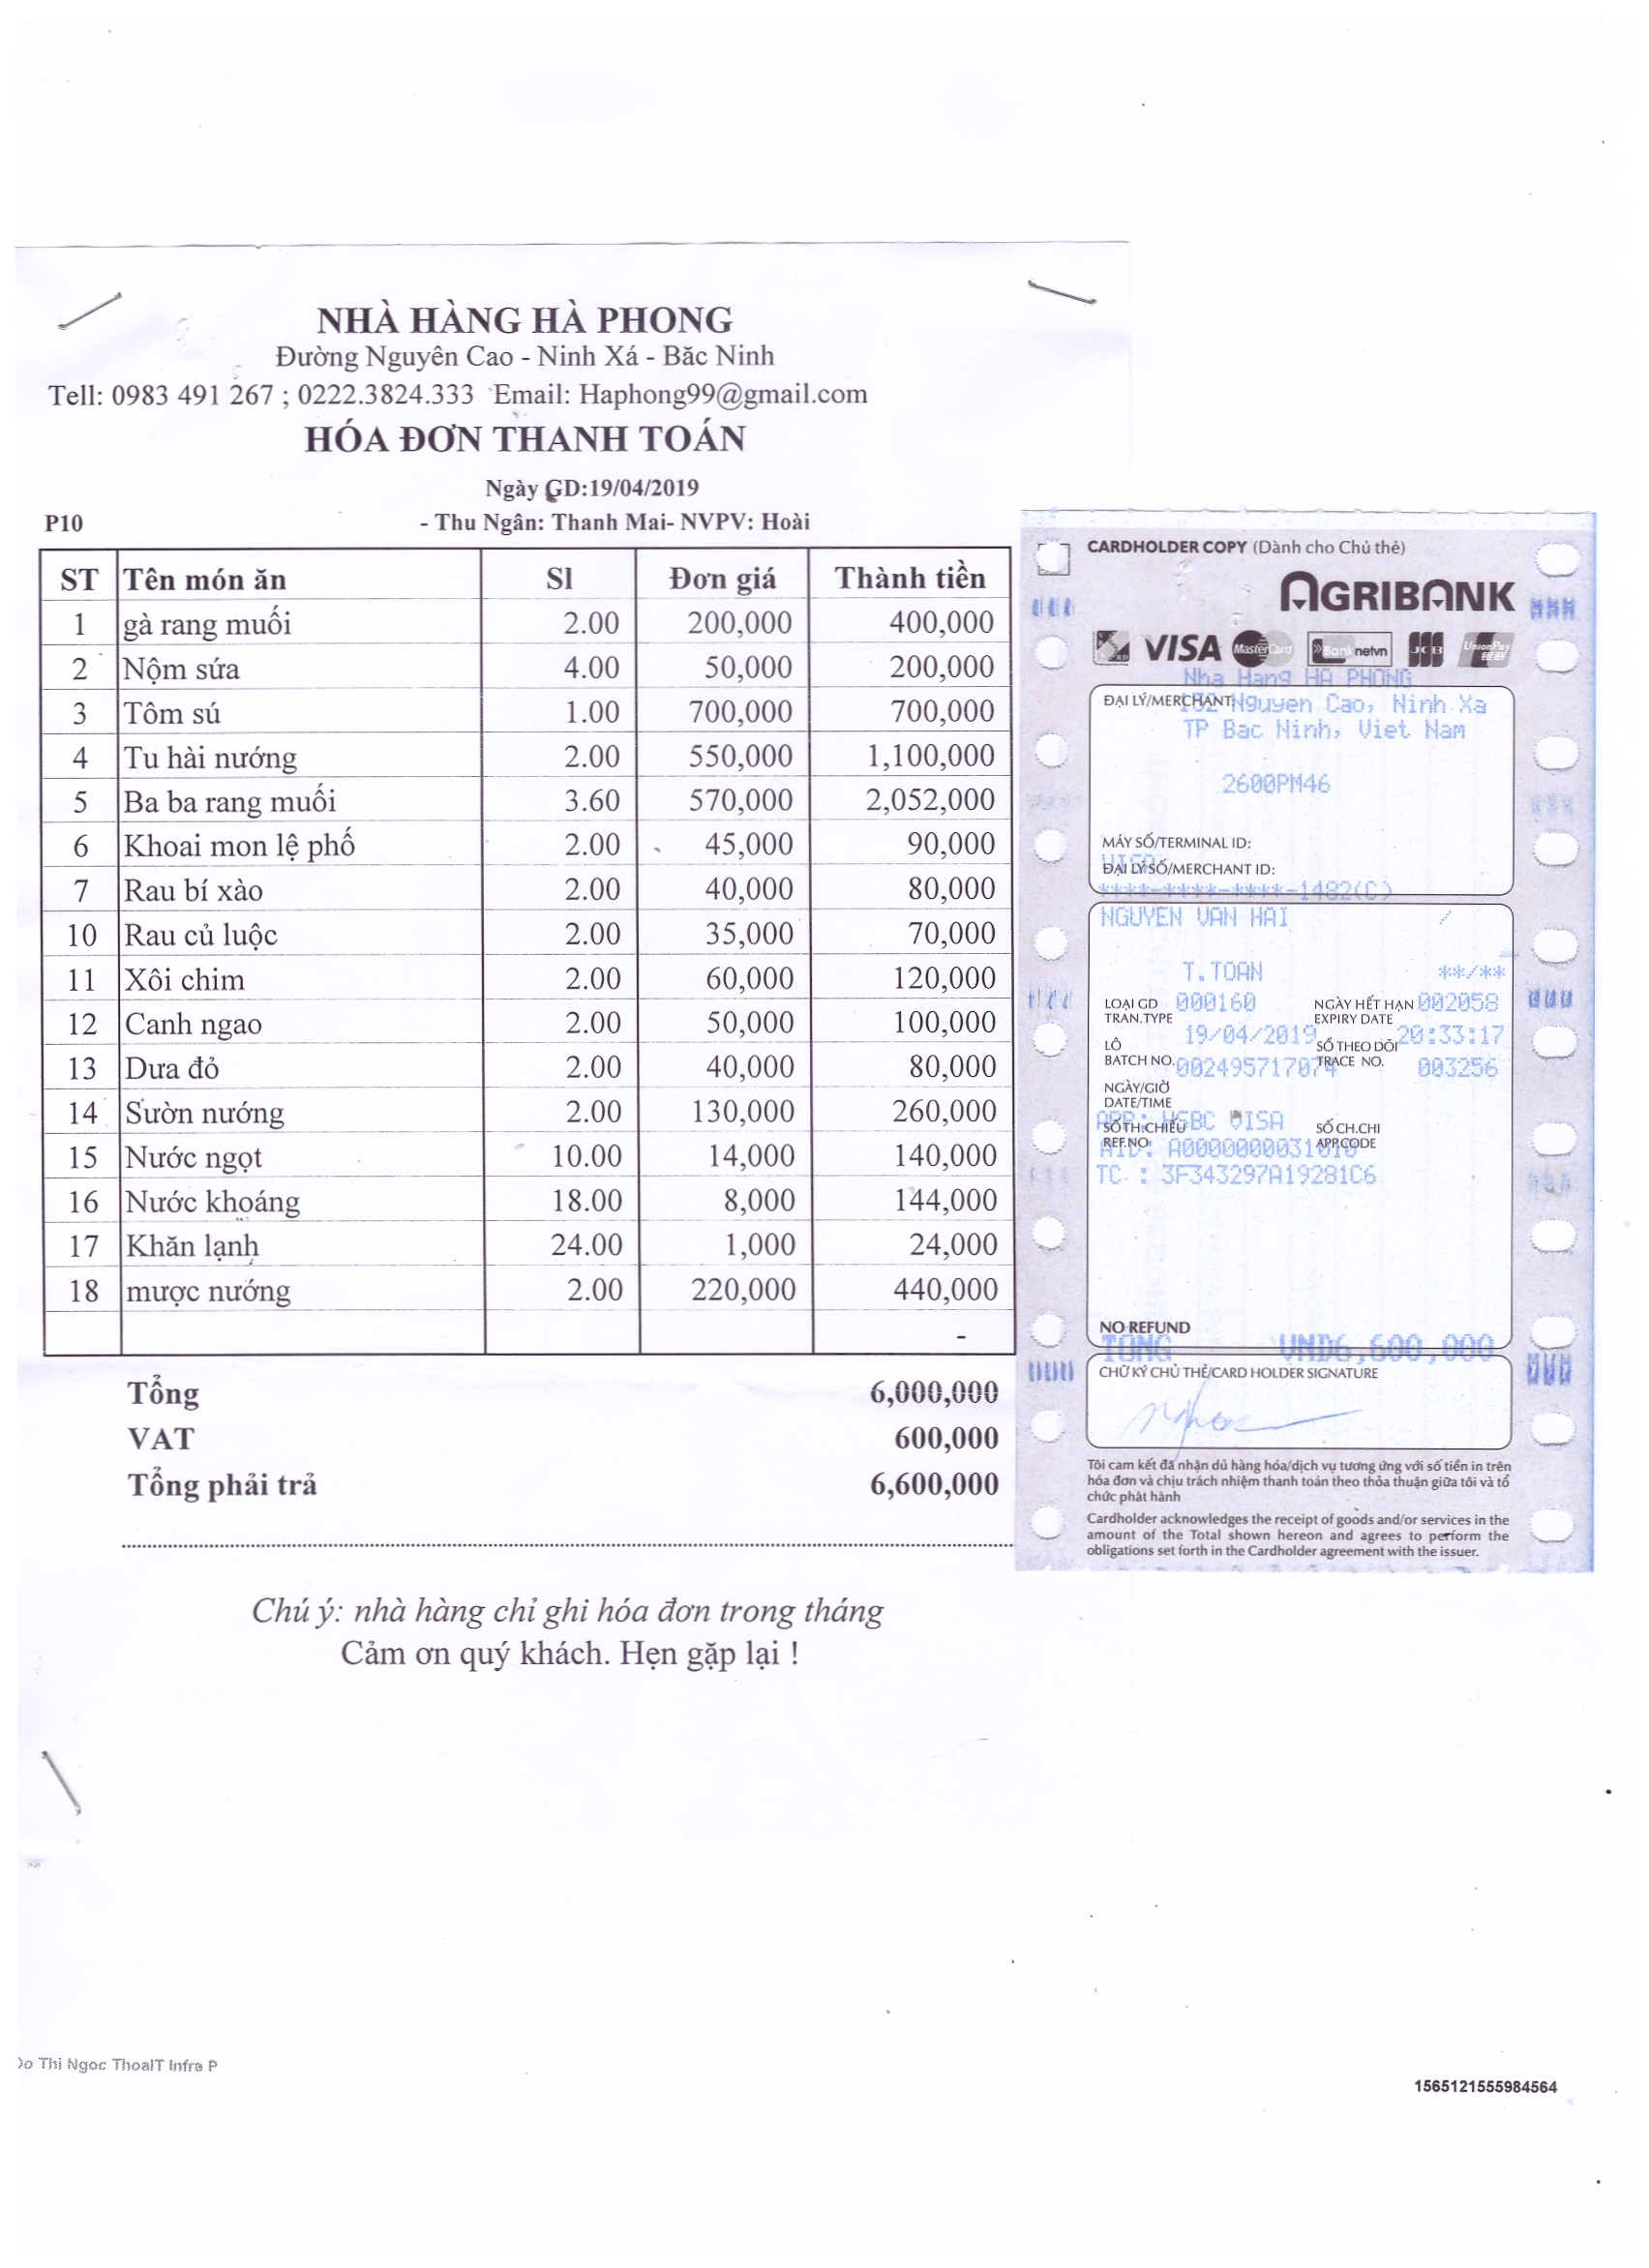 NHÀ HÀNG HÀ PHONG
Đường Nguyên Cao - Ninh Xá - Băc Ninh
Tell: 0983 491 267 ; 0222.3824.333 Email: Haphong99@gmail.com
HÓA ĐƠN THANH TOÁN
Ngày GD:19/04/2019
P10 - Thu Ngân: Thanh Mai- NVPV: Hoài
ST Tên món ăn Sl Đơn giá Thành tiền
1 gà rang muối 2.00 200,000 400,000
2 Nộm sứa 4.00 50,000 200,000
3 Tôm sú 1.00 700,000 700,000
4 Tu hài nướng 2.00 550,000 1,100,000
5 Ba ba rang muối 3.60 570,000 2,052,000
6 Khoai mon lệ phố 2.00 45,000 90,000
7 Rau bí xào 2.00 40,000 80,000
10 Rau củ luộc 2.00 35,000 70,000
11 Xôi chim 2.00 60,000 120,000
12 Canh ngao 2.00 50,000 100,000
13 Dưa đỏ 2.00 40,000 80,000
14 Sườn nướng 2.00 130,000 260,000
15 Nước ngọt 10.00 14,000 140,000
16 Nước khoáng 18.00 8,000 144,000
17 Khăn lạnh 24.00 1,000 24,000
18 mược nướng 2.00 220,000 440,000
-
Tổng 6,000,000
VAT 600,000
Tổng phải trả 6,600,000
Chú ý: nhà hàng chỉ ghi hóa đơn trong tháng
Cảm ơn quý khách. Hẹn gặp lại !
CARDHOLDER COPY (Dành cho Chủ thẻ)
AGRIBANK
VISA MasterCard Banknetvn JCB UnionPay
Nha Hang HA PHONG
ĐẠI LÝ/MERCHANT: Nguyen Cao, Ninh Xa
TP Bac Ninh, Viet Nam
2600PM46
MÁY SỐ/TERMINAL ID:
VISA
ĐẠI LÝ SỐ/MERCHANT ID:
****-****-****-1482(C)
NGUYEN VAN HAI /
T.TOAN **/**
LOẠI GD 000160 NGÀY HẾT HẠN 002058
TRAN.TYPE EXPIRY DATE
19/04/2019 20:33:17
LÔ SỐ THEO DÕI
BATCH NO. 002495717074 TRACE NO. 003256
NGÀY/GIỜ
DATE/TIME
APP: HSBC VISA
SỐ TH.CHIẾU SỐ CH.CHI
REF.NO APP.CODE
AID: A0000000031010
TC : 3F343297A19281C6
NO REFUND
TONG VND6,600,000
CHỮ KÝ CHỦ THẺ/CARD HOLDER SIGNATURE
Tôi cam kết đã nhận đủ hàng hóa/dịch vụ tương ứng với số tiền in trên
hóa đơn và chịu trách nhiệm thanh toán theo thỏa thuận giữa tôi và tổ
chức phát hành
Cardholder acknowledges the receipt of goods and/or services in the
amount of the Total shown hereon and agrees to perform the
obligations set forth in the Cardholder agreement with the issuer.
Thi Ngoc ThoaIT Infra P
1565121555984564